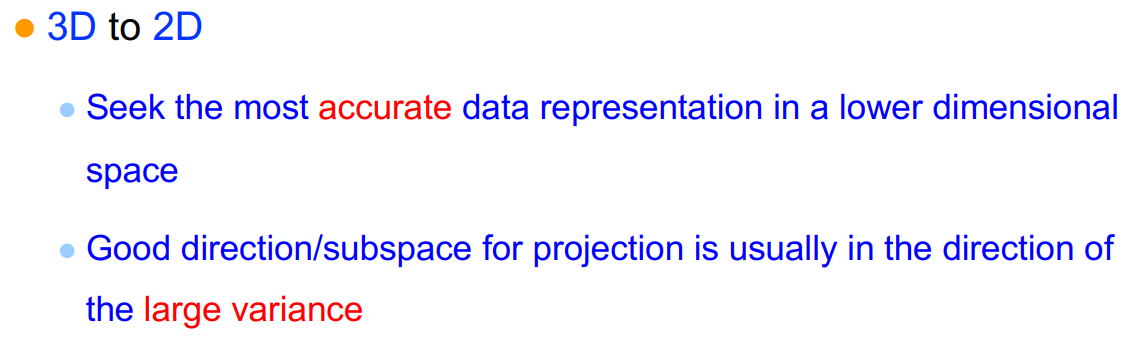 3D to 2D
Seek the most accurate data representation in a lower dimensional
space
Good direction/subspace for projection is usually in the direction of
the large variance